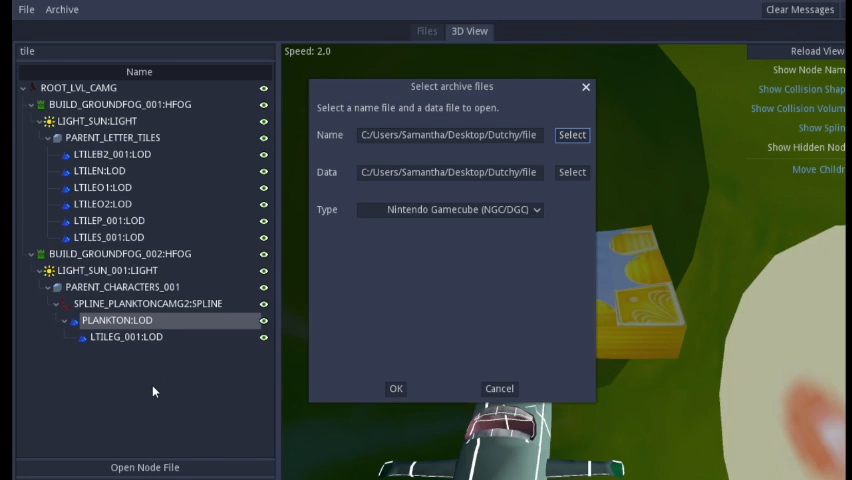 File Archive Clear Messages
Files 3D View
tile Speed: 2.0 Reload View
Name
Show Node Nam
ROOT_LVL_CAMG
Show Collision Shap
BUILD_GROUNDFOG_001:HFOG
Show Collision Volum
LIGHT_SUN:LIGHT
Show Splin
PARENT_LETTER_TILES
Show Hidden Nod
LTILEB2_001:LOD
LTILEN:LOD
Move Childr
LTILEO1:LOD
LTILEO2:LOD
LTILEP_001:LOD
LTILES_001:LOD
BUILD_GROUNDFOG_002:HFOG
LIGHT_SUN_001:LIGHT
PARENT_CHARACTERS_001
SPLINE_PLANKTONCAMG2:SPLINE
PLANKTON:LOD
LTILEG_001:LOD
Open Node File
Select archive files
Select a name file and a data file to open.
Name C:/Users/Samantha/Desktop/Dutchy/file Select
Data C:/Users/Samantha/Desktop/Dutchy/file Select
Type Nintendo Gamecube (NGC/DGC)
OK Cancel